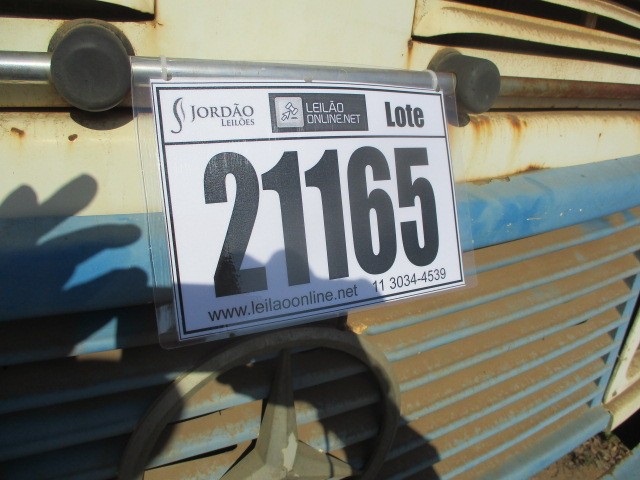 JORDÃO LEILÕES LEILÃO ONLINE.NET Lote
21165
www.leilaoonline.net 11 3034-4539